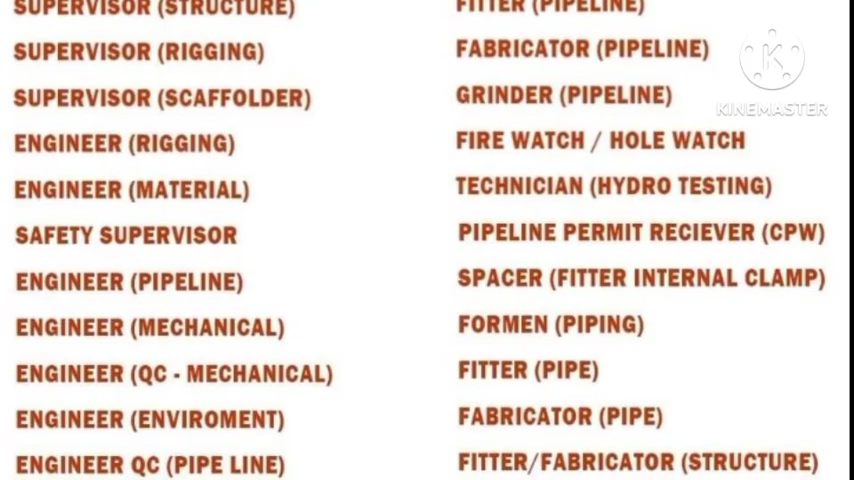 SUPERVISOR (STRUCTURE)
SUPERVISOR (RIGGING)
SUPERVISOR (SCAFFOLDER)
ENGINEER (RIGGING)
ENGINEER (MATERIAL)
SAFETY SUPERVISOR
ENGINEER (PIPELINE)
ENGINEER (MECHANICAL)
ENGINEER (QC - MECHANICAL)
ENGINEER (ENVIROMENT)
ENGINEER QC (PIPE LINE)
FITTER (PIPELINE)
FABRICATOR (PIPELINE)
GRINDER (PIPELINE)
FIRE WATCH / HOLE WATCH
TECHNICIAN (HYDRO TESTING)
PIPELINE PERMIT RECIEVER (CPW)
SPACER (FITTER INTERNAL CLAMP)
FORMEN (PIPING)
FITTER (PIPE)
FABRICATOR (PIPE)
FITTER/FABRICATOR (STRUCTURE)
K
KINEMASTER